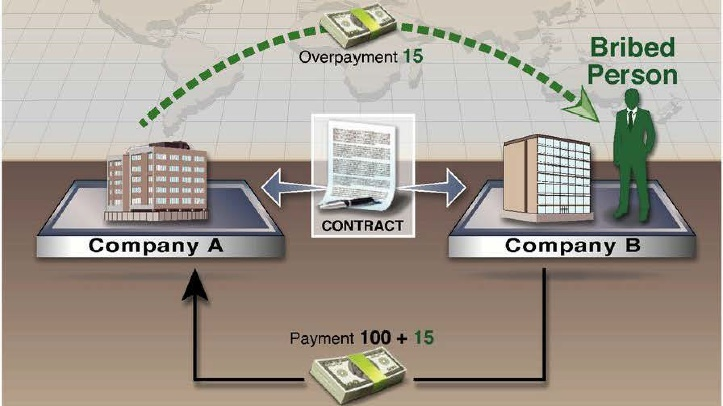 Overpayment 15
Bribed
Person
CONTRACT
Company A
Company B
Payment 100 + 15